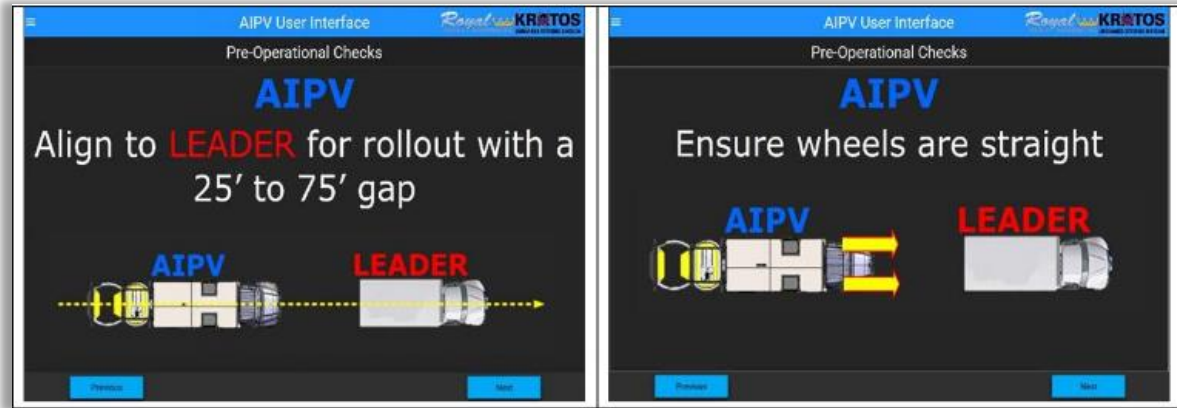 AIPV User Interface
Royal KRATOS
Pre-Operational Checks
AIPV
Align to LEADER for rollout with a
25' to 75' gap
AIPV
LEADER
Previous
Next
AIPV User Interface
Royal KRATOS
Pre-Operational Checks
AIPV
Ensure wheels are straight
AIPV
LEADER
Previous
Next